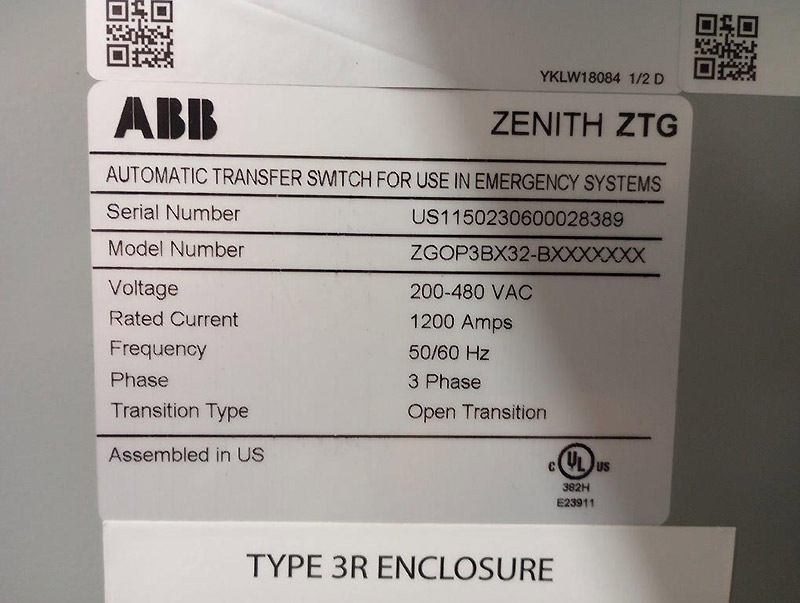 YKLW18084 1/2 D
ABB ZENITH ZTG
AUTOMATIC TRANSFER SWITCH FOR USE IN EMERGENCY SYSTEMS
Serial Number US1150230600028389
Model Number ZGOP3BX32-BXXXXXXX
Voltage 200-480 VAC
Rated Current 1200 Amps
Frequency 50/60 Hz
Phase 3 Phase
Transition Type Open Transition
Assembled in US
C UL US
382H
E23911
TYPE 3R ENCLOSURE